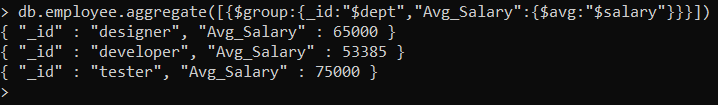 > db.employee.aggregate([{$group:{_id:"$dept","Avg_Salary":{$avg:"$salary"}}}])
{ "_id" : "designer", "Avg_Salary" : 65000 }
{ "_id" : "developer", "Avg_Salary" : 53385 }
{ "_id" : "tester", "Avg_Salary" : 75000 }
>